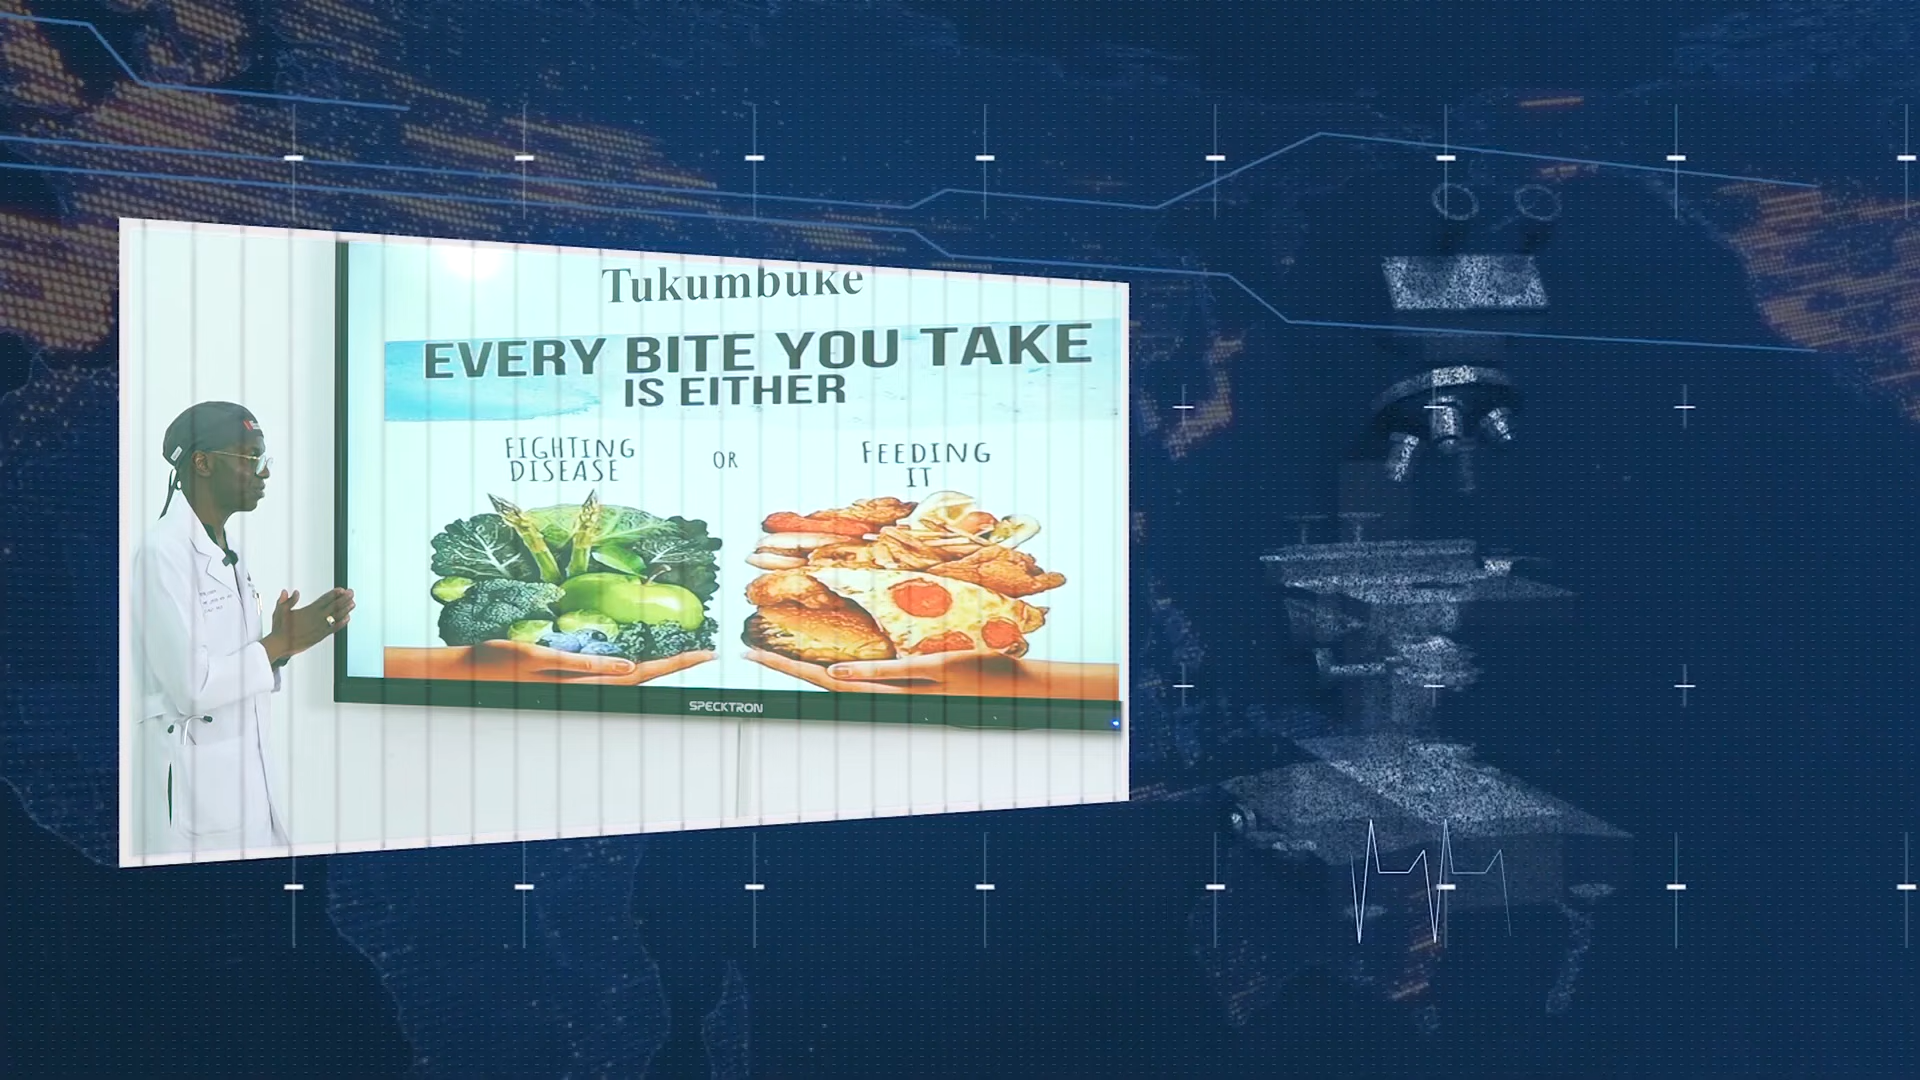 Tukumbuke
EVERY BITE YOU TAKE
IS EITHER
FIGHTING
DISEASE
OR
FEEDING
IT
SPECKTRON